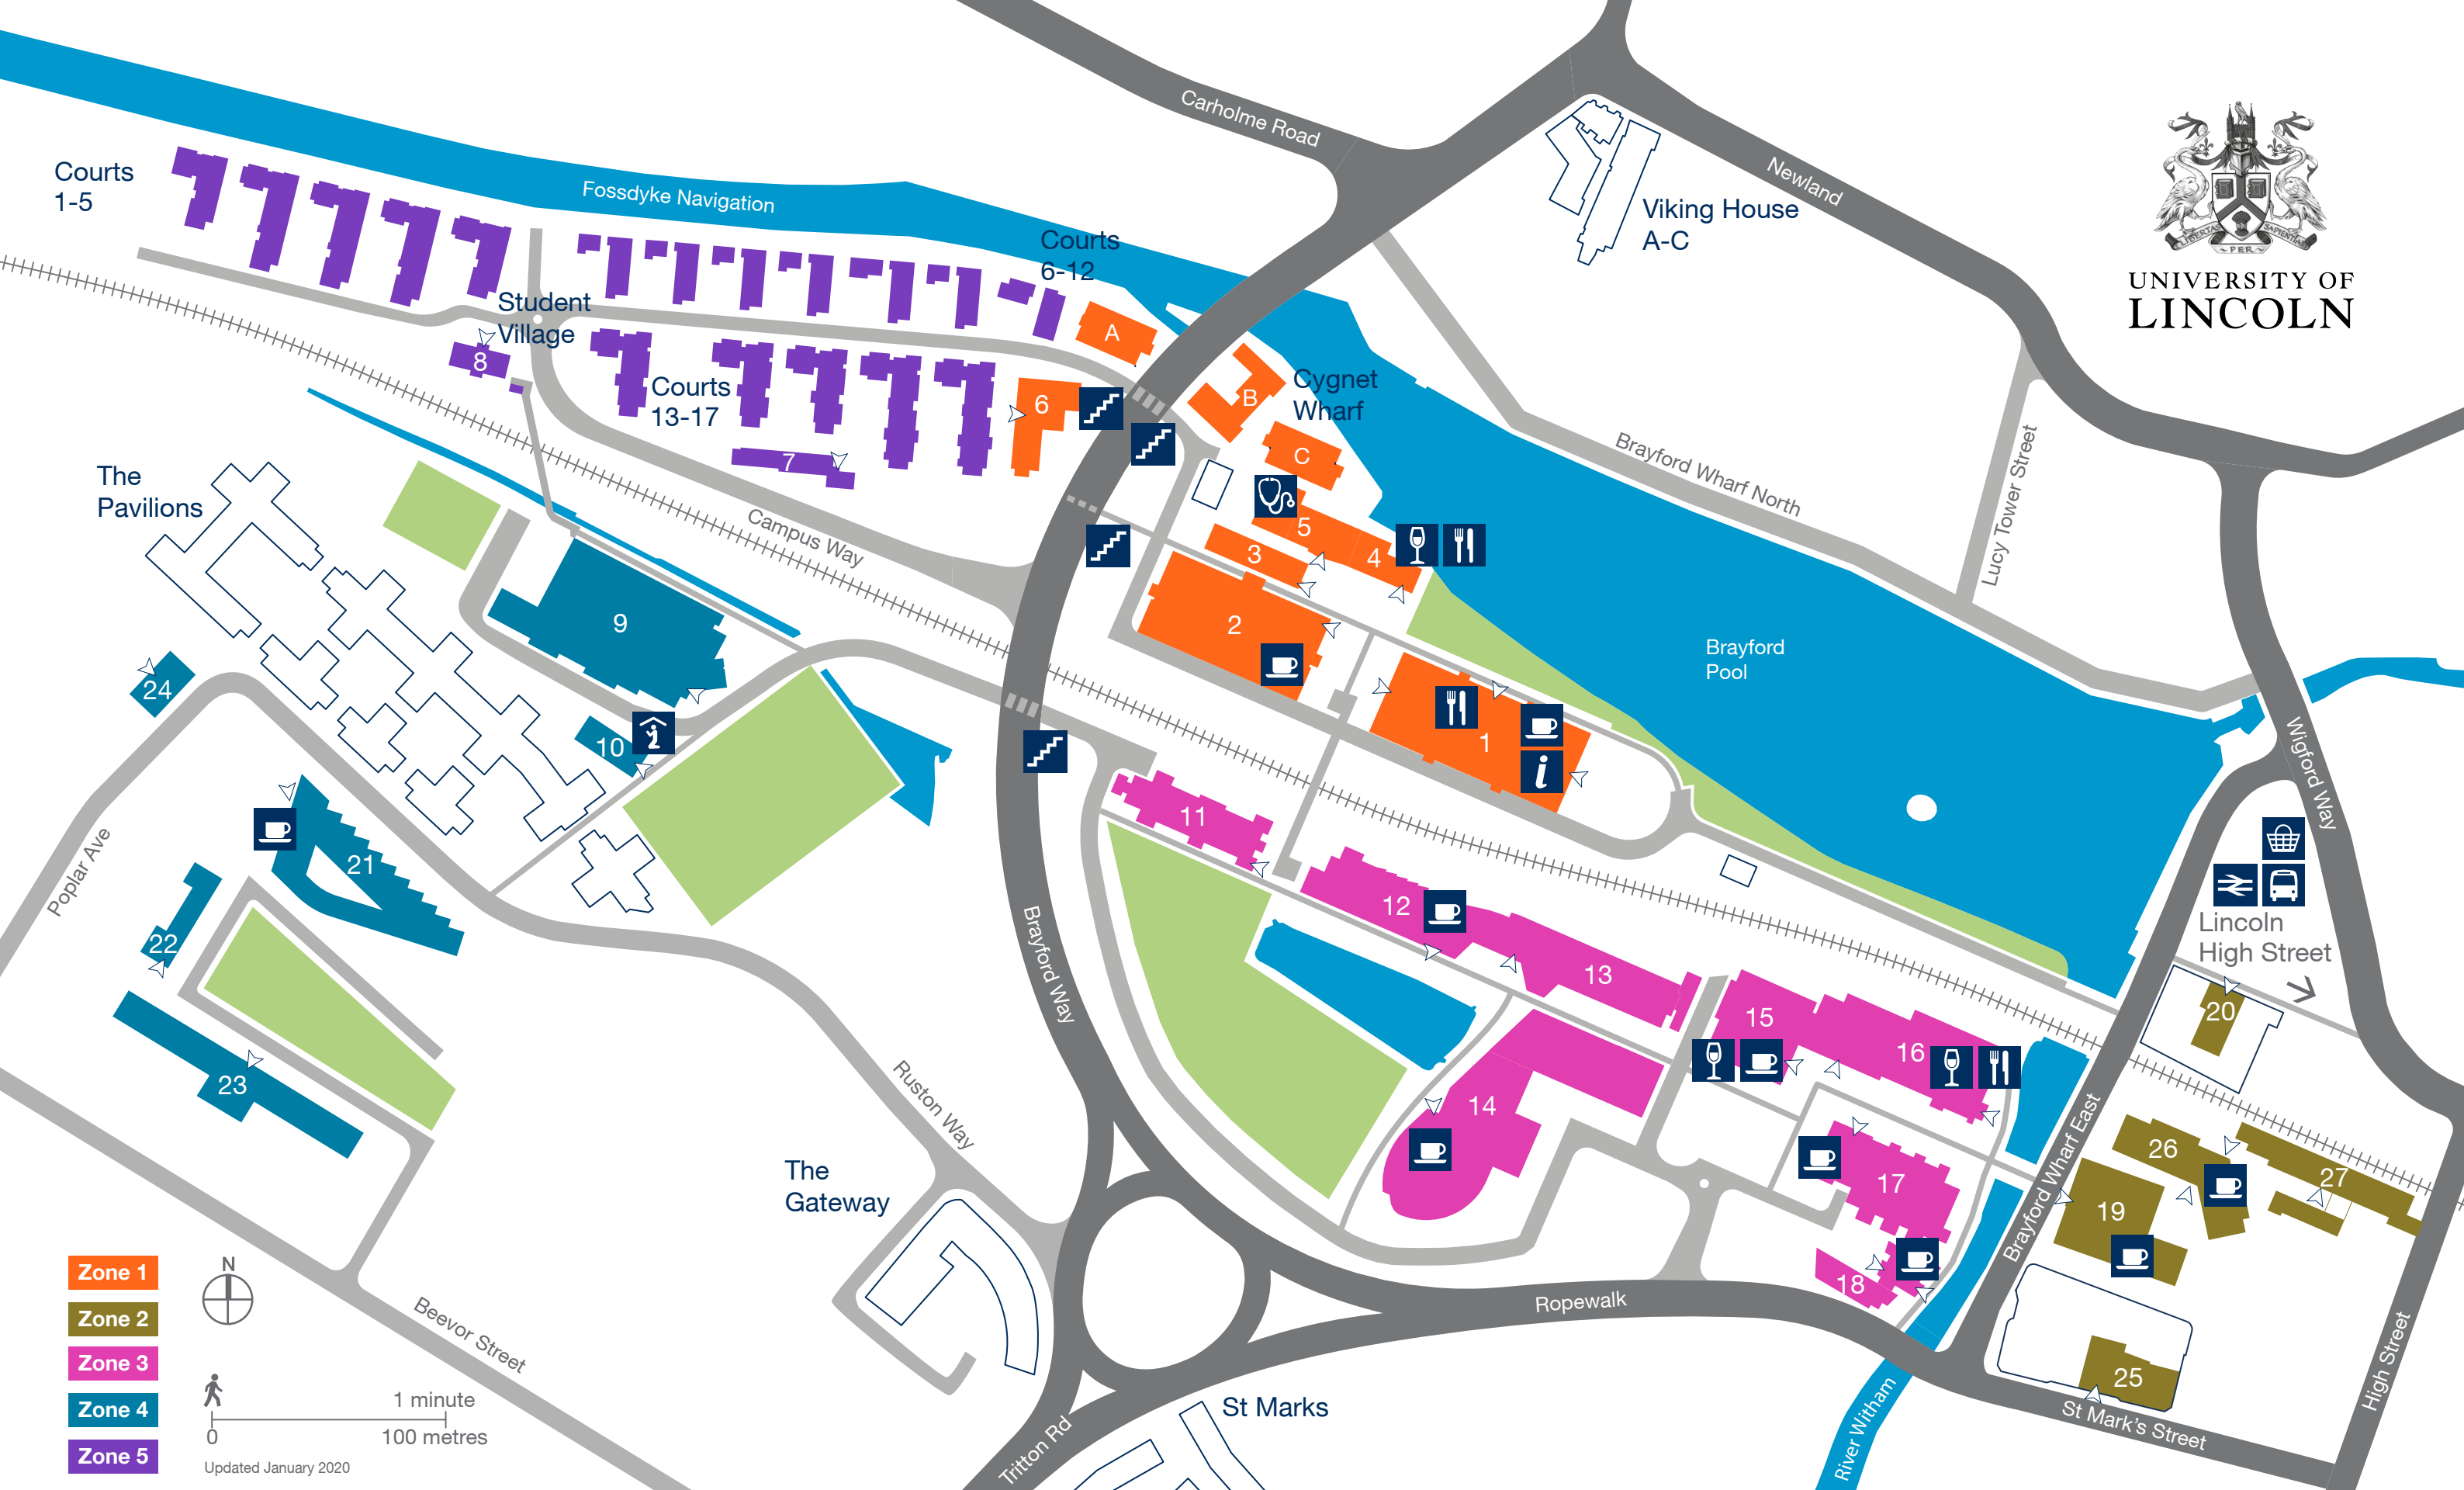 Carholme Road
Newland
Courts
1-5
Fossdyke Navigation
Courts
6-12
Viking House
A-C
LIBERTAS
PER
SAPIENTIAM
UNIVERSITY OF
LINCOLN
Student
Village
8
A
6
B
Cygnet
Wharf
C
Courts
13-17
7
The
Pavilions
Campus Way
5
3
4
2
Brayford Wharf North
Lucy Tower Street
9
24
10
Brayford
Pool
1
i
Wigford Way
11
Poplar Ave
21
22
23
12
13
Brayford Way
Lincoln
High Street
15
16
20
14
Ruston Way
17
18
Brayford Wharf East
26
27
19
25
The
Gateway
Ropewalk
Zone 1
Zone 2
Zone 3
Zone 4
Zone 5
N
1 minute
0
100 metres
Updated January 2020
Beevor Street
St Marks
Tritton Rd
River Witham
St Mark's Street
High Street